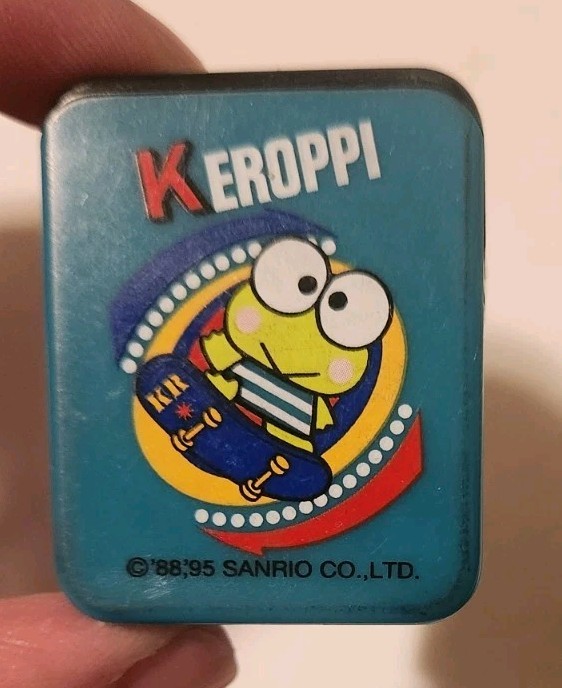 KEROPPI
KR
©'88,'95 SANRIO CO.,LTD.